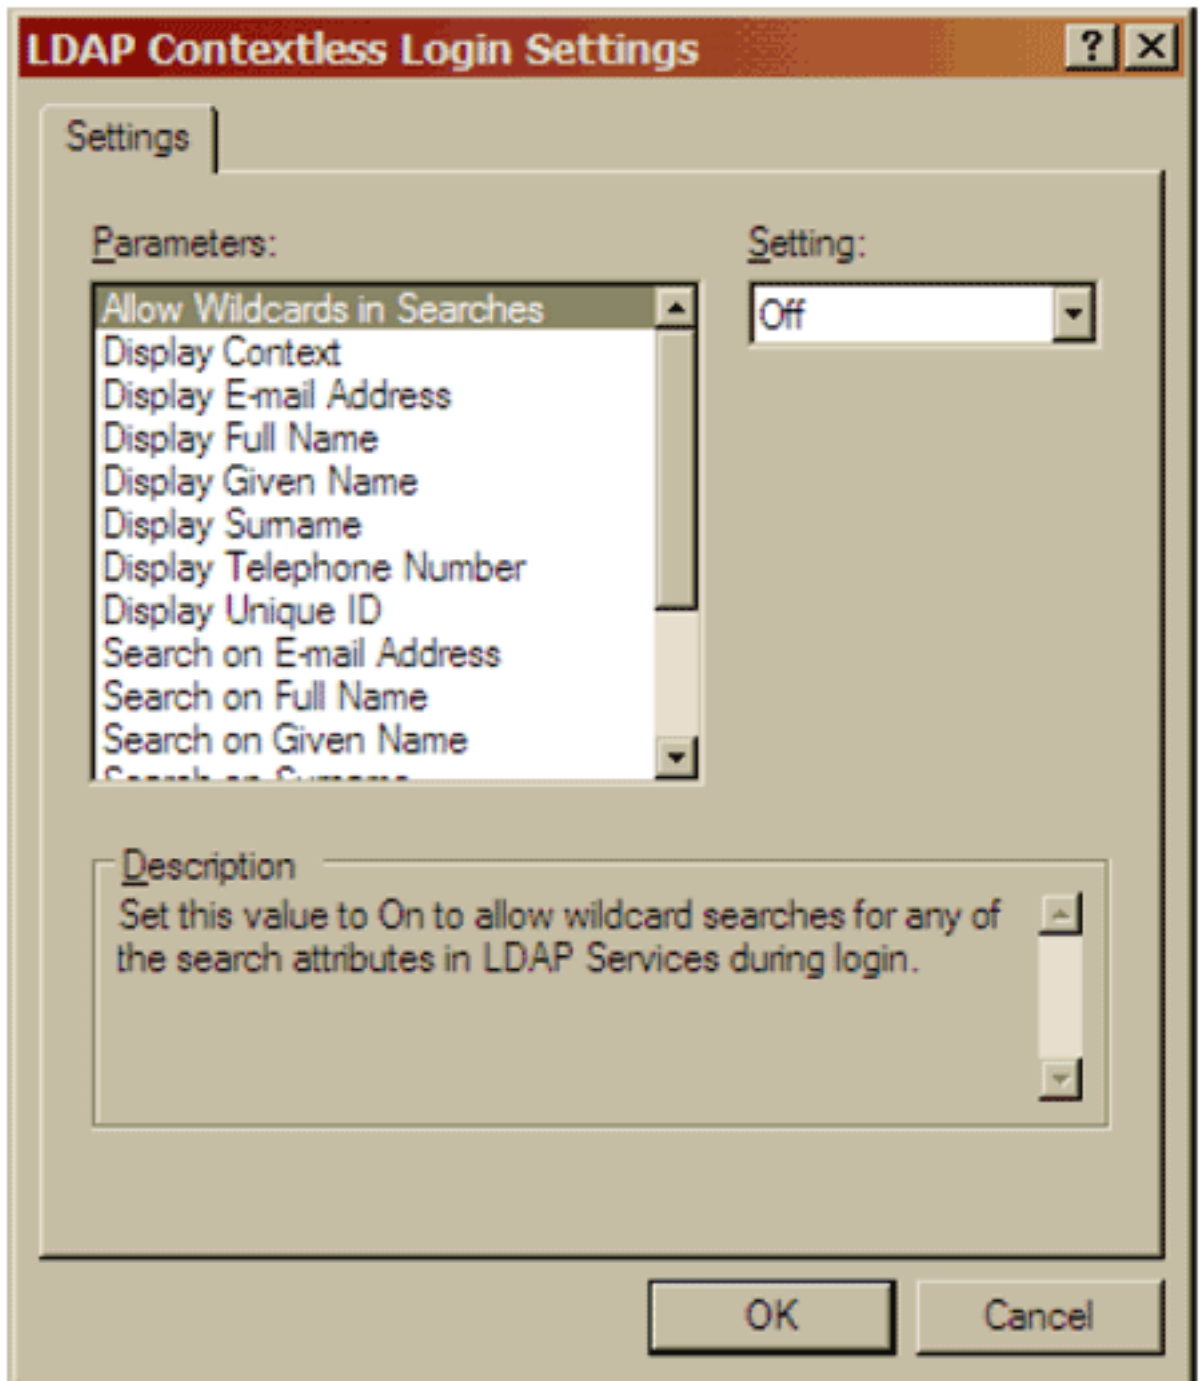 LDAP Contextless Login Settings
Settings
Parameters:
Allow Wildcards in Searches
Display Context
Display E-mail Address
Display Full Name
Display Given Name
Display Surname
Display Telephone Number
Display Unique ID
Search on E-mail Address
Search on Full Name
Search on Given Name
Search on Surname
Setting:
Off
Description
Set this value to On to allow wildcard searches for any of
the search attributes in LDAP Services during login.
OK
Cancel